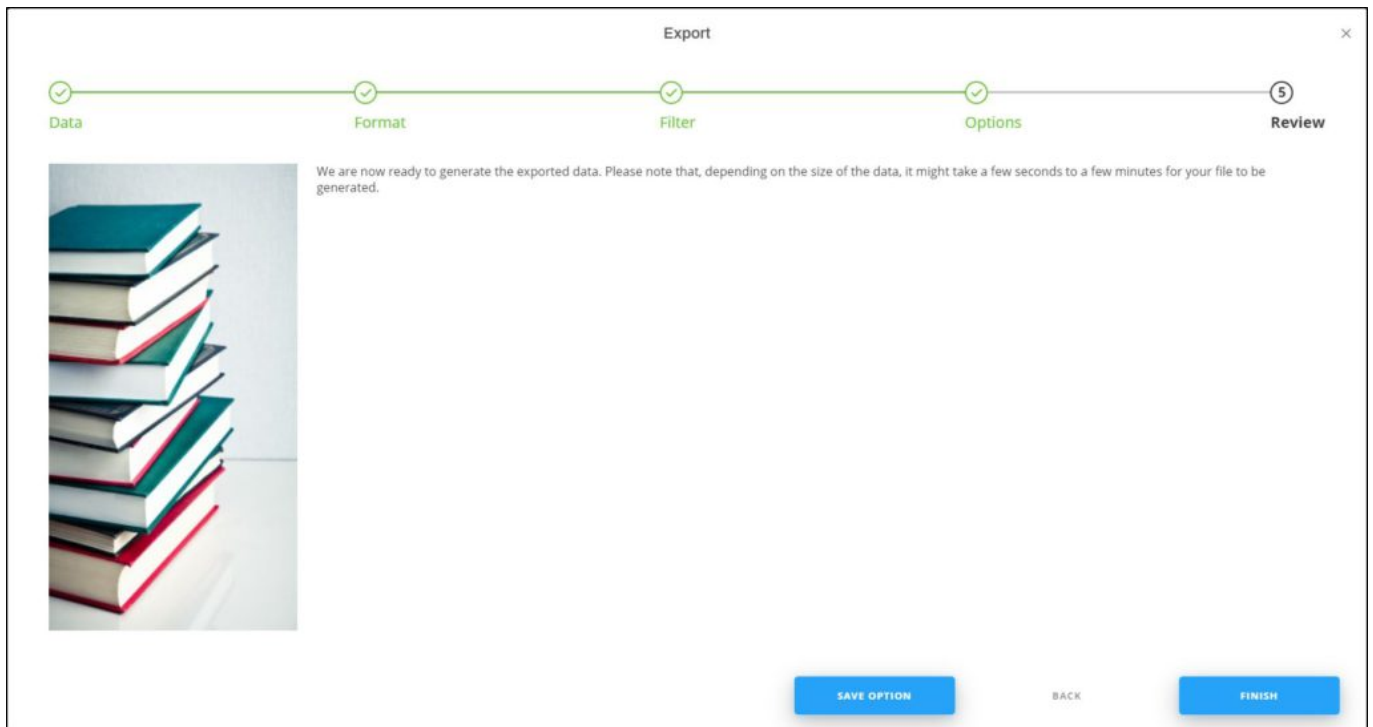 Export
×
5
Data Format Filter Options Review
We are now ready to generate the exported data. Please note that, depending on the size of the data, it might take a few seconds to a few minutes for your file to be
generated.
SAVE OPTION BACK FINISH